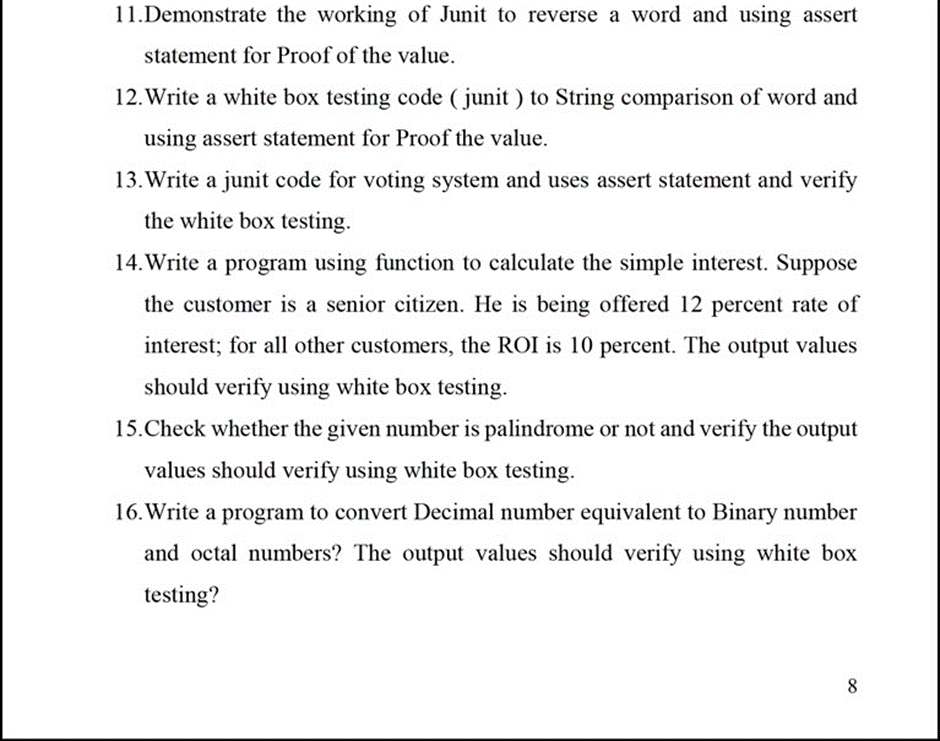 11.Demonstrate the working of Junit to reverse a word and using assert
statement for Proof of the value.
12.Write a white box testing code ( junit ) to String comparison of word and
using assert statement for Proof the value.
13.Write a junit code for voting system and uses assert statement and verify
the white box testing.
14.Write a program using function to calculate the simple interest. Suppose
the customer is a senior citizen. He is being offered 12 percent rate of
interest; for all other customers, the ROI is 10 percent. The output values
should verify using white box testing.
15.Check whether the given number is palindrome or not and verify the output
values should verify using white box testing.
16.Write a program to convert Decimal number equivalent to Binary number
and octal numbers? The output values should verify using white box
testing?
8